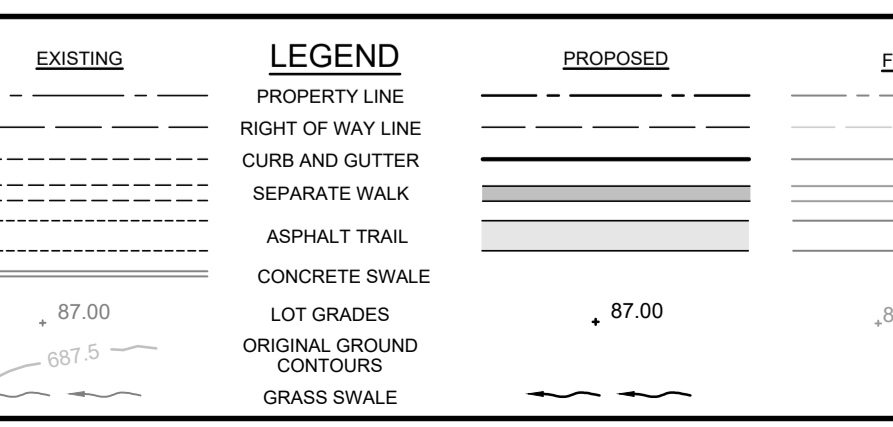 EXISTING LEGEND PROPOSED F
PROPERTY LINE
RIGHT OF WAY LINE
CURB AND GUTTER
SEPARATE WALK
ASPHALT TRAIL
CONCRETE SWALE
87.00 LOT GRADES 87.00 8
687.5 ORIGINAL GROUND
CONTOURS
GRASS SWALE